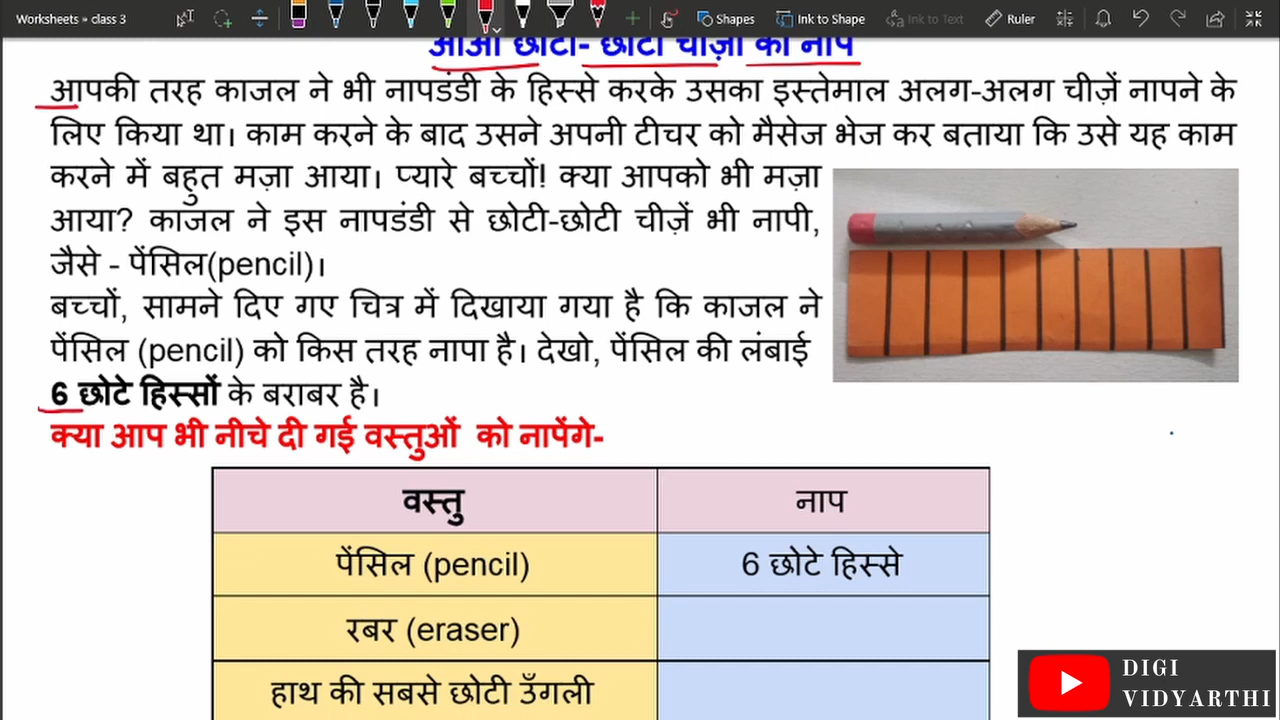 Worksheets » class 3
Shapes
Ink to Shape
Ink to Text
Ruler
आओ छोटी- छोटी चीज़ों को नापें
आपकी तरह काजल ने भी नापडंडी के हिस्से करके उसका इस्तेमाल अलग-अलग चीज़ें नापने के
लिए किया था। काम करने के बाद उसने अपनी टीचर को मैसेज भेज कर बताया कि उसे यह काम
करने में बहुत मज़ा आया। प्यारे बच्चों! क्या आपको भी मज़ा
आया? काजल ने इस नापडंडी से छोटी-छोटी चीज़ें भी नापी,
जैसे - पेंसिल(pencil)।
बच्चों, सामने दिए गए चित्र में दिखाया गया है कि काजल ने
पेंसिल (pencil) को किस तरह नापा है। देखो, पेंसिल की लंबाई
6 छोटे हिस्सों के बराबर है।
क्या आप भी नीचे दी गई वस्तुओं को नापेंगे-
वस्तु नाप
पेंसिल (pencil) 6 छोटे हिस्से
रबर (eraser)
हाथ की सबसे छोटी उँगली
DIGI
VIDYARTHI